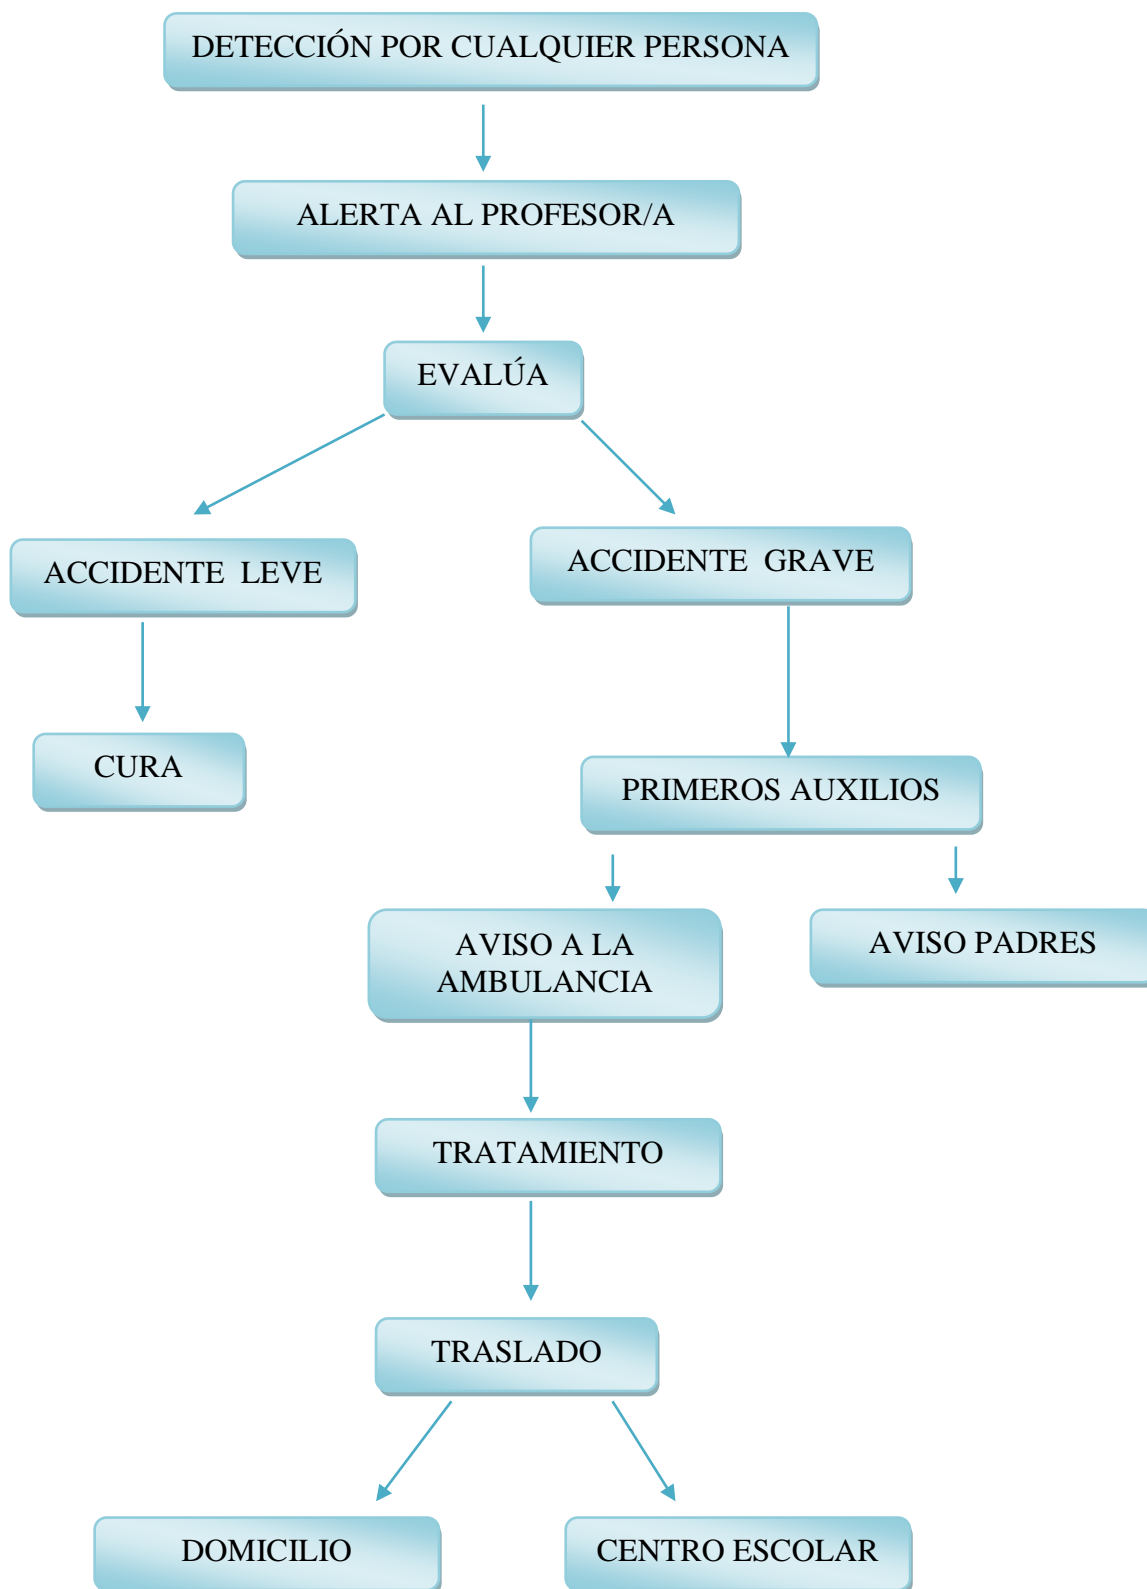 DETECCIÓN POR CUALQUIER PERSONA
ALERTA AL PROFESOR/A
EVALÚA
ACCIDENTE LEVE
ACCIDENTE GRAVE
CURA
PRIMEROS AUXILIOS
AVISO A LA
AMBULANCIA
AVISO PADRES
TRATAMIENTO
TRASLADO
DOMICILIO
CENTRO ESCOLAR